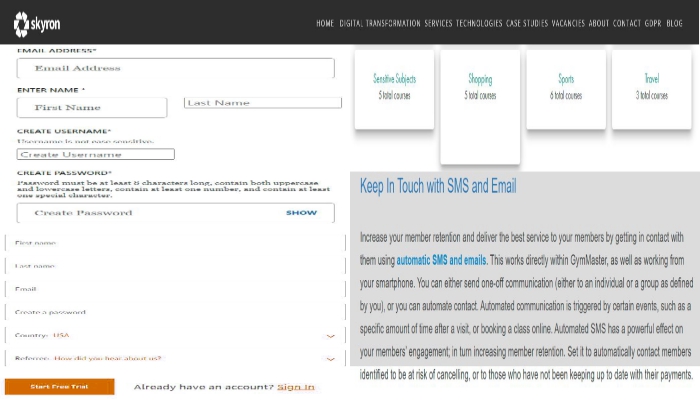 skyron
HOME DIGITAL TRANSFORMATION SERVICES TECHNOLOGIES CASE STUDIES VACANCIES ABOUT CONTACT GDPR BLOG
EMAIL ADDRESS*
Email Address
ENTER NAME *
First Name
Last Name
CREATE USERNAME*
Username is not case sensitive.
Create Username
CREATE PASSWORD*
Password must be at least 8 characters long, contain both uppercase
and lowercase letters, contain at least one number, and contain at least
one special character.
Create Password SHOW
First name
Last name
Email
Create a password
Country: USA
Referrer: How did you hear about us?
Start Free Trial
Already have an account? Sign in
Sensitive Subjects
5 total courses
Shopping
5 total courses
Sports
6 total courses
Travel
3 total courses
Keep In Touch with SMS and Email
Increase your member retention and deliver the best service to your members by getting in contact with
them using automatic SMS and emails. This works directly within GymMaster, as well as working from
your smartphone. You can either send one-off communication (either to an individual or a group as defined
by you), or you can automate contact. Automated communication is triggered by certain events, such as a
specific amount of time after a visit, or booking a class online. Automated SMS has a powerful effect on
your members' engagement; in turn increasing member retention. Set it to automatically contact members
identified to be at risk of cancelling, or to those who have not been keeping up to date with their payments.